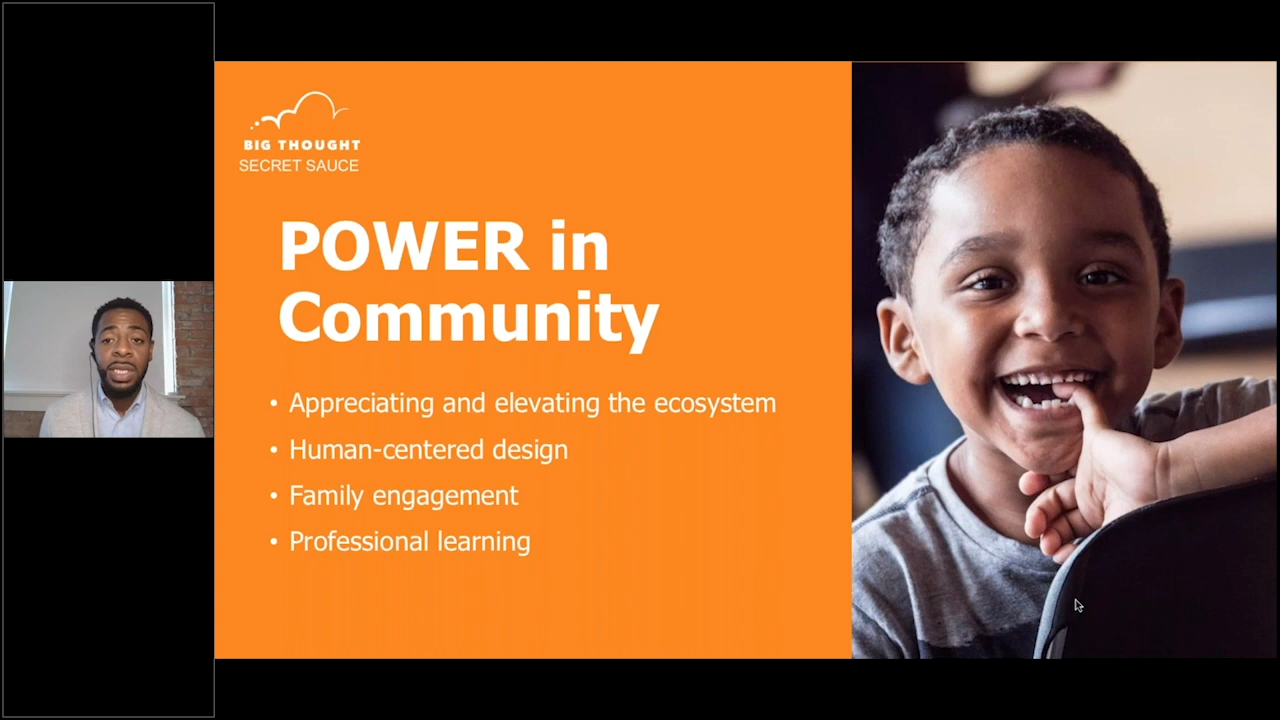 BIG THOUGHT
SECRET SAUCE
POWER in
Community
• Appreciating and elevating the ecosystem
• Human-centered design
• Family engagement
• Professional learning